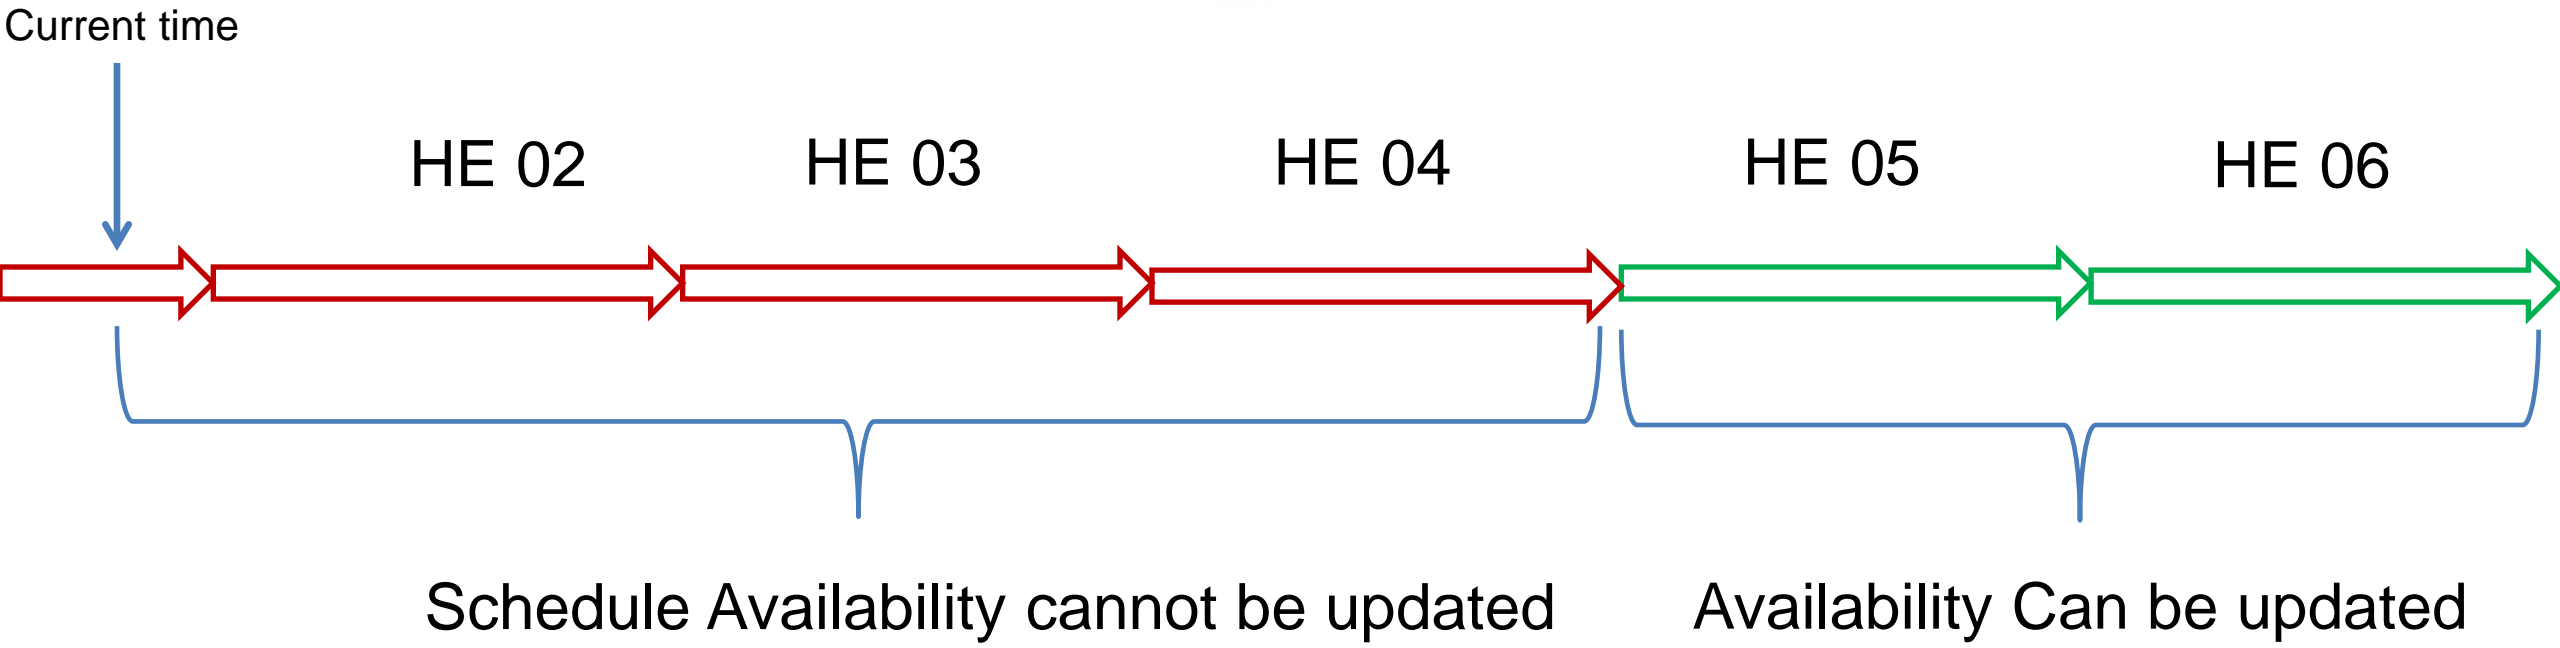 Current time
HE 02 HE 03 HE 04 HE 05 HE 06
Schedule Availability cannot be updated Availability Can be updated